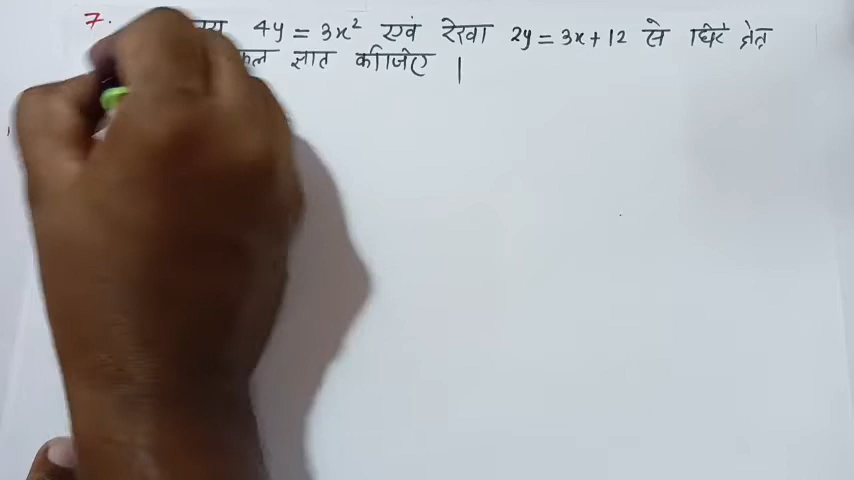 7. 4y = 3x² एवं रेखा 2y = 3x + 12 से घिरे क्षेत्र
ज्ञात कीजिए |